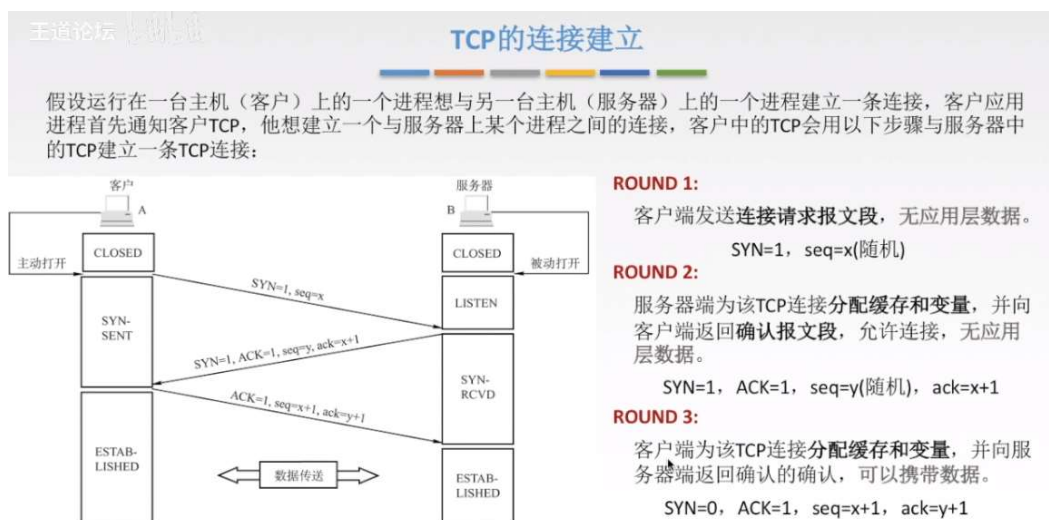 王道论坛
TCP的连接建立
假设运行在一台主机（客户）上的一个进程想与另一台主机（服务器）上的一个进程建立一条连接，客户应用
进程首先通知客户TCP，他想建立一个与服务器上某个进程之间的连接，客户中的TCP会用以下步骤与服务器中
的TCP建立一条TCP连接：
客户
A
服务器
B
主动打开
CLOSED
CLOSED
被动打开
SYN=1, seq=x
LISTEN
SYN-
SENT
SYN=1, ACK=1, seq=y, ack=x+1
SYN-
RCVD
ACK=1, seq=x+1, ack=y+1
ESTAB-
LISHED
数据传送
ESTAB-
LISHED
ROUND 1:
客户端发送连接请求报文段，无应用层数据。
SYN=1，seq=x(随机)
ROUND 2:
服务器端为该TCP连接分配缓存和变量，并向
客户端返回确认报文段，允许连接，无应用
层数据。
SYN=1，ACK=1，seq=y(随机)，ack=x+1
ROUND 3:
客户端为该TCP连接分配缓存和变量，并向服
务器端返回确认的确认，可以携带数据。
SYN=0，ACK=1，seq=x+1，ack=y+1